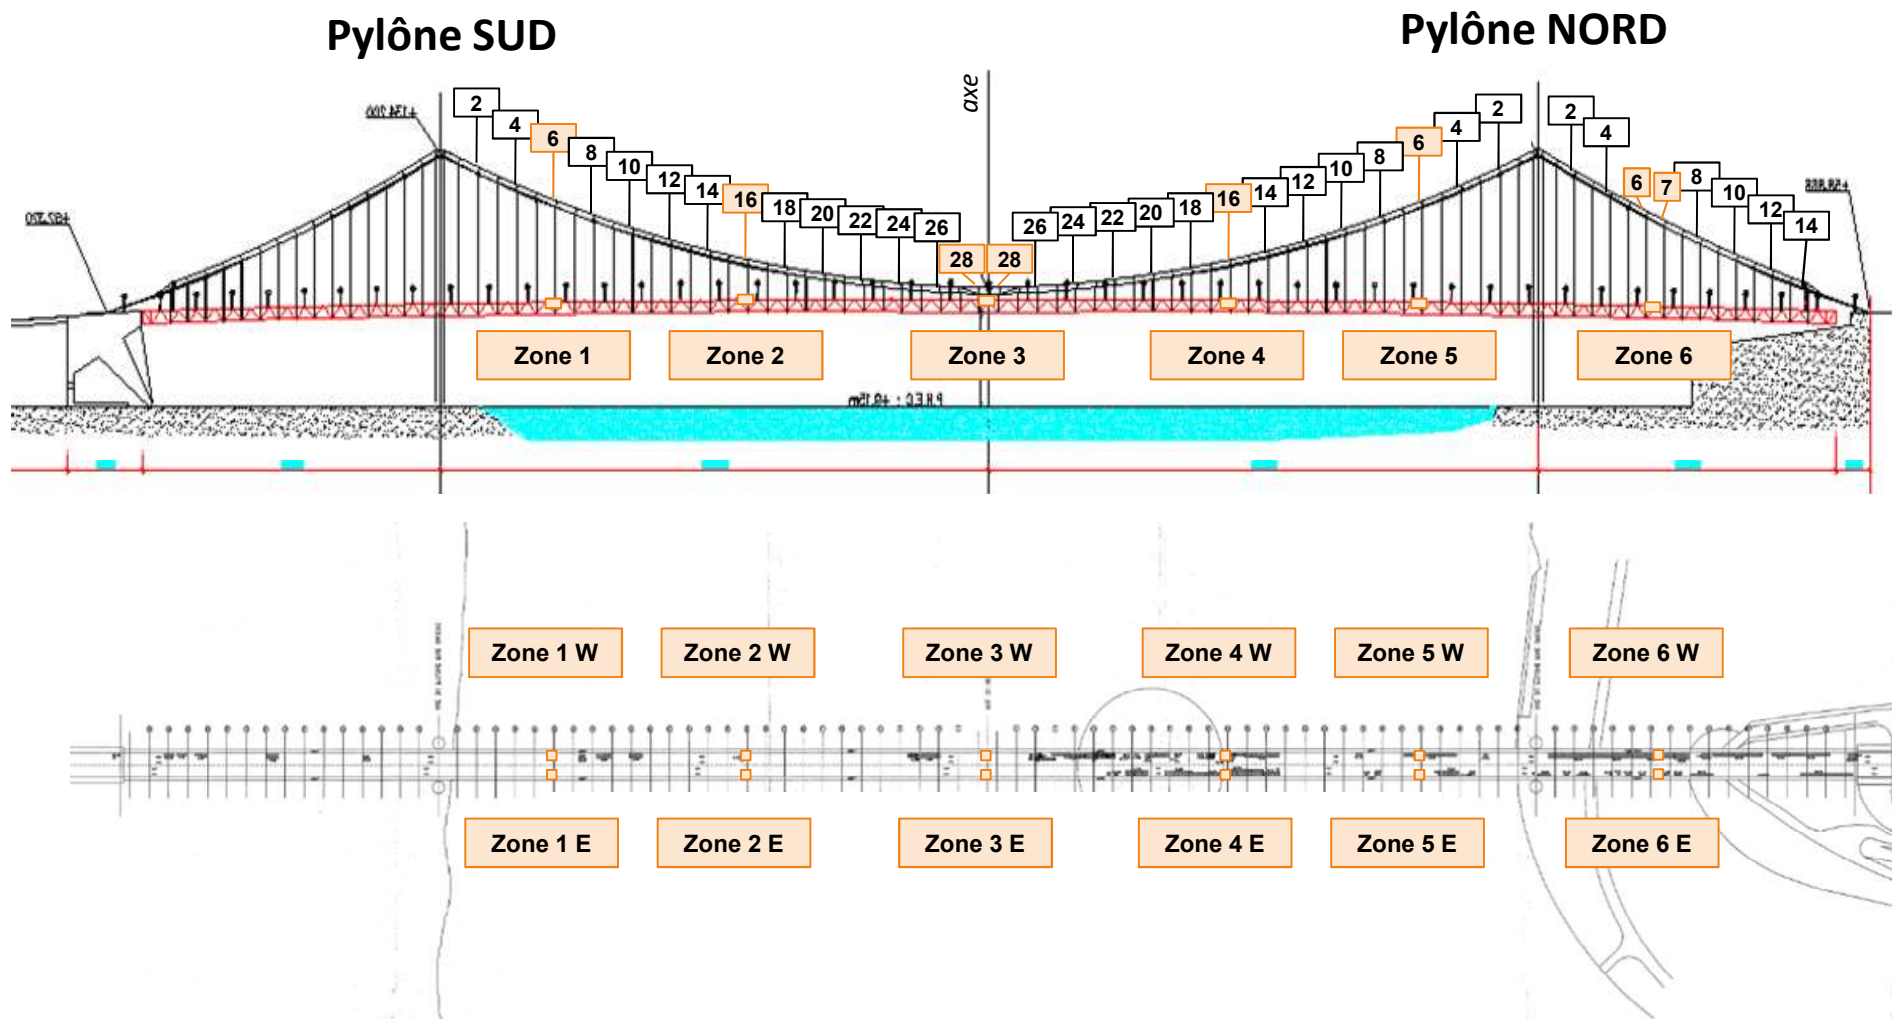 Pylône SUD
Pylône NORD
axe
2
4
6
8
10
12
14
16
18
20
22
24
26
28
28
26
24
22
20
18
16
14
12
10
8
6
4
2
2
4
6
7
8
10
12
14
+134.700
Zone 1
Zone 2
Zone 3
Zone 4
Zone 5
Zone 6
P.H.E.C : +9.15m
Zone 1 W
Zone 2 W
Zone 3 W
Zone 4 W
Zone 5 W
Zone 6 W
Zone 1 E
Zone 2 E
Zone 3 E
Zone 4 E
Zone 5 E
Zone 6 E